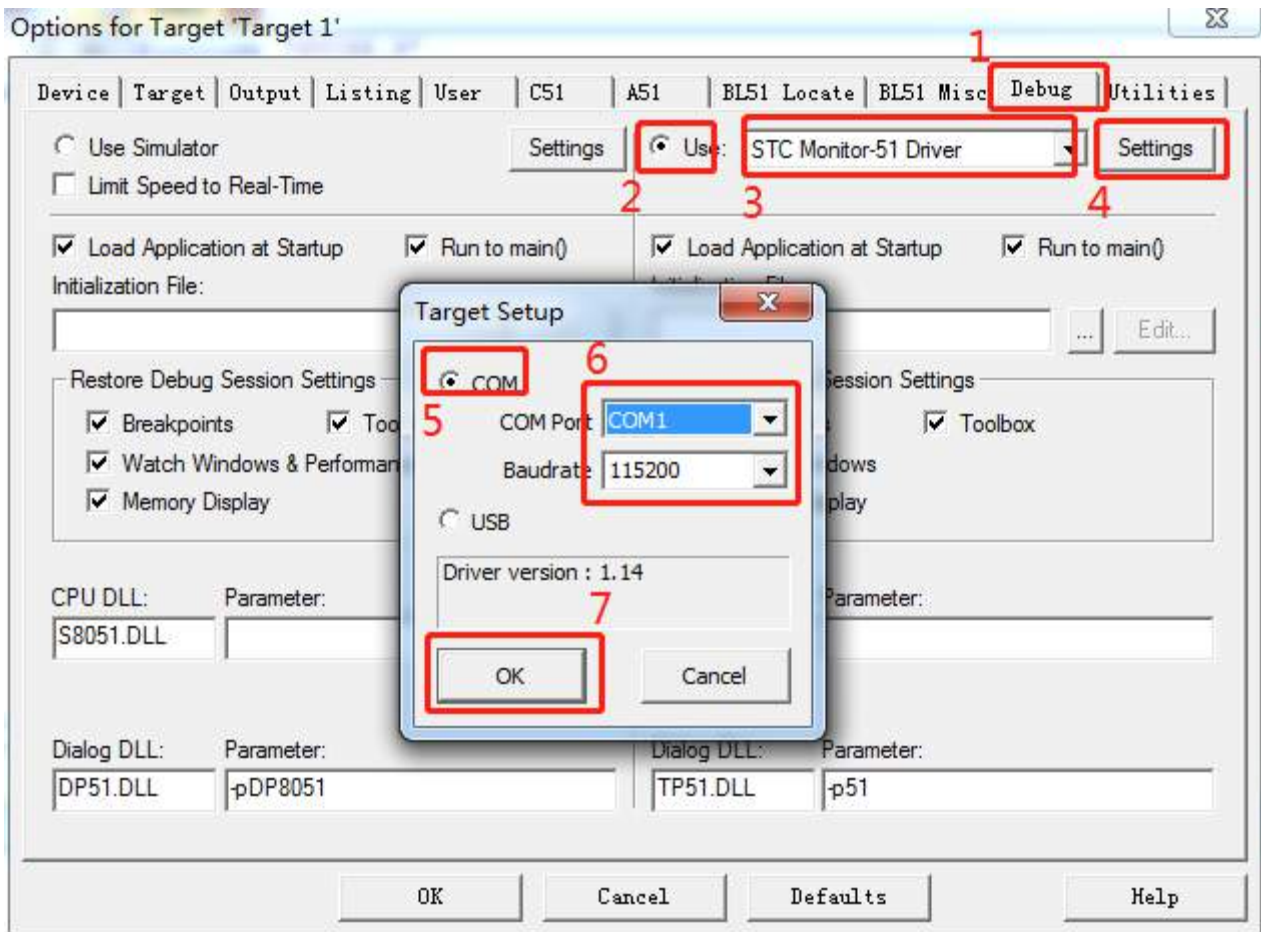 Options for Target 'Target 1'
1
Device Target Output Listing User C51 A51 BL51 Locate BL51 Misc Debug Utilities
Use Simulator Settings Use: STC Monitor-51 Driver Settings
Limit Speed to Real-Time
2 3 4
Load Application at Startup Run to main() Load Application at Startup Run to main()
Initialization File:
Target Setup
... Edit...
6
Restore Debug Session Settings COM Session Settings
5
Breakpoints COM Port COM1 Toolbox
Watch Windows & Baudrate 115200
Memory Display
USB
Driver version : 1.14
CPU DLL: Parameter: 7 Parameter:
S8051.DLL
OK Cancel
Dialog DLL: Parameter: Dialog DLL: Parameter:
DP51.DLL -pDP8051 TP51.DLL -p51
OK Cancel Defaults Help